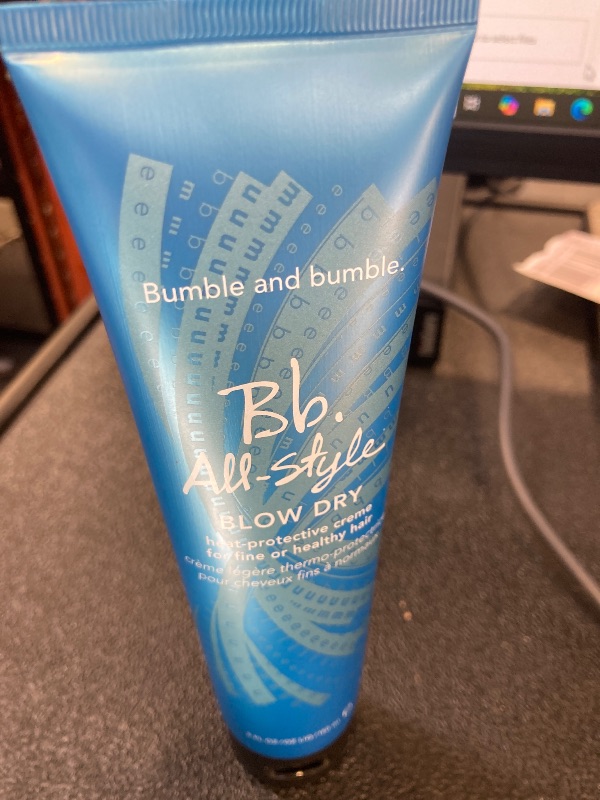 Bumble and bumble.
Bb.
All-Style
BLOW DRY
heat-protective creme
for fine or healthy hair
crème légère thermo-protectrice
pour cheveux fins à normaux